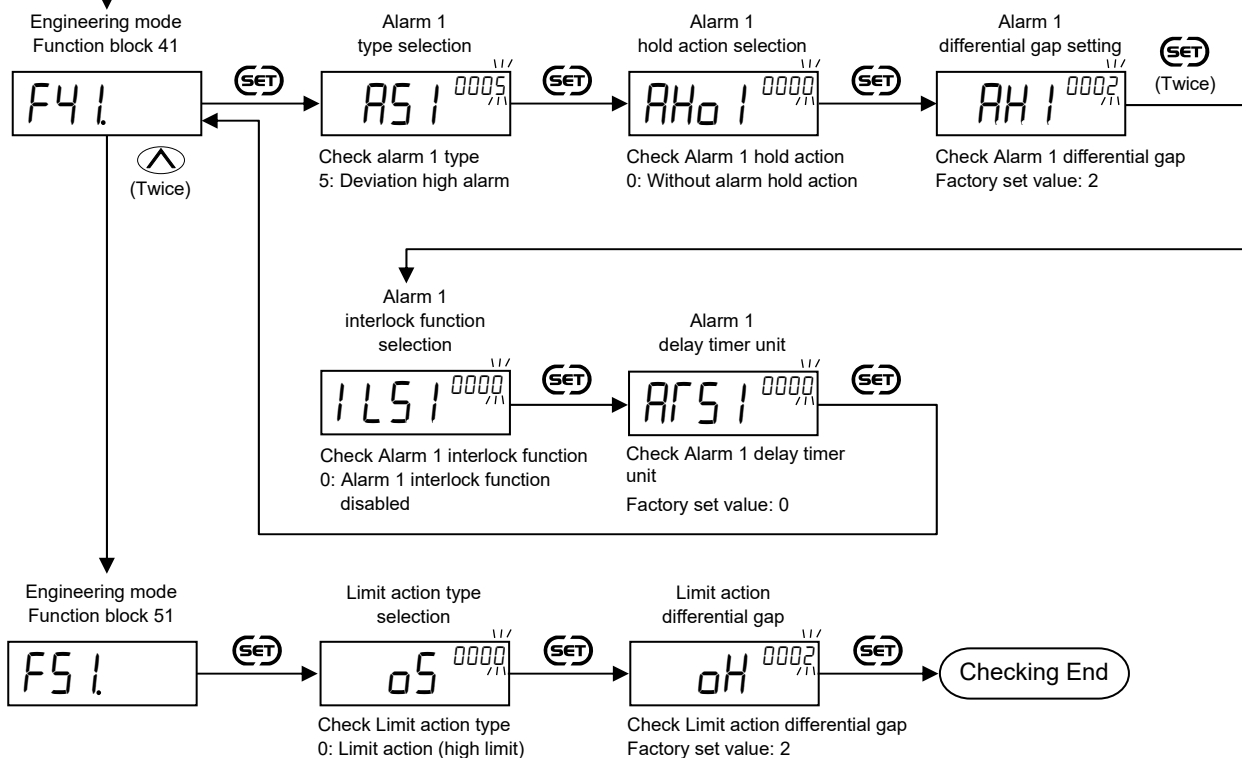 Engineering mode
Function block 41
F41.
SET
Alarm 1
type selection
AS1 0005
Check alarm 1 type
5: Deviation high alarm
SET
Alarm 1
hold action selection
AHo1 0000
Check Alarm 1 hold action
0: Without alarm hold action
SET
Alarm 1
differential gap setting
AH1 0002
Check Alarm 1 differential gap
Factory set value: 2
SET
(Twice)
(Twice)
Alarm 1
interlock function
selection
ILS1 0000
Check Alarm 1 interlock function
0: Alarm 1 interlock function
disabled
SET
Alarm 1
delay timer unit
ATS1 0000
Check Alarm 1 delay timer
unit
Factory set value: 0
SET
Engineering mode
Function block 51
F51.
SET
Limit action type
selection
oS 0000
Check Limit action type
0: Limit action (high limit)
SET
Limit action
differential gap
oH 0002
Check Limit action differential gap
Factory set value: 2
SET
Checking End